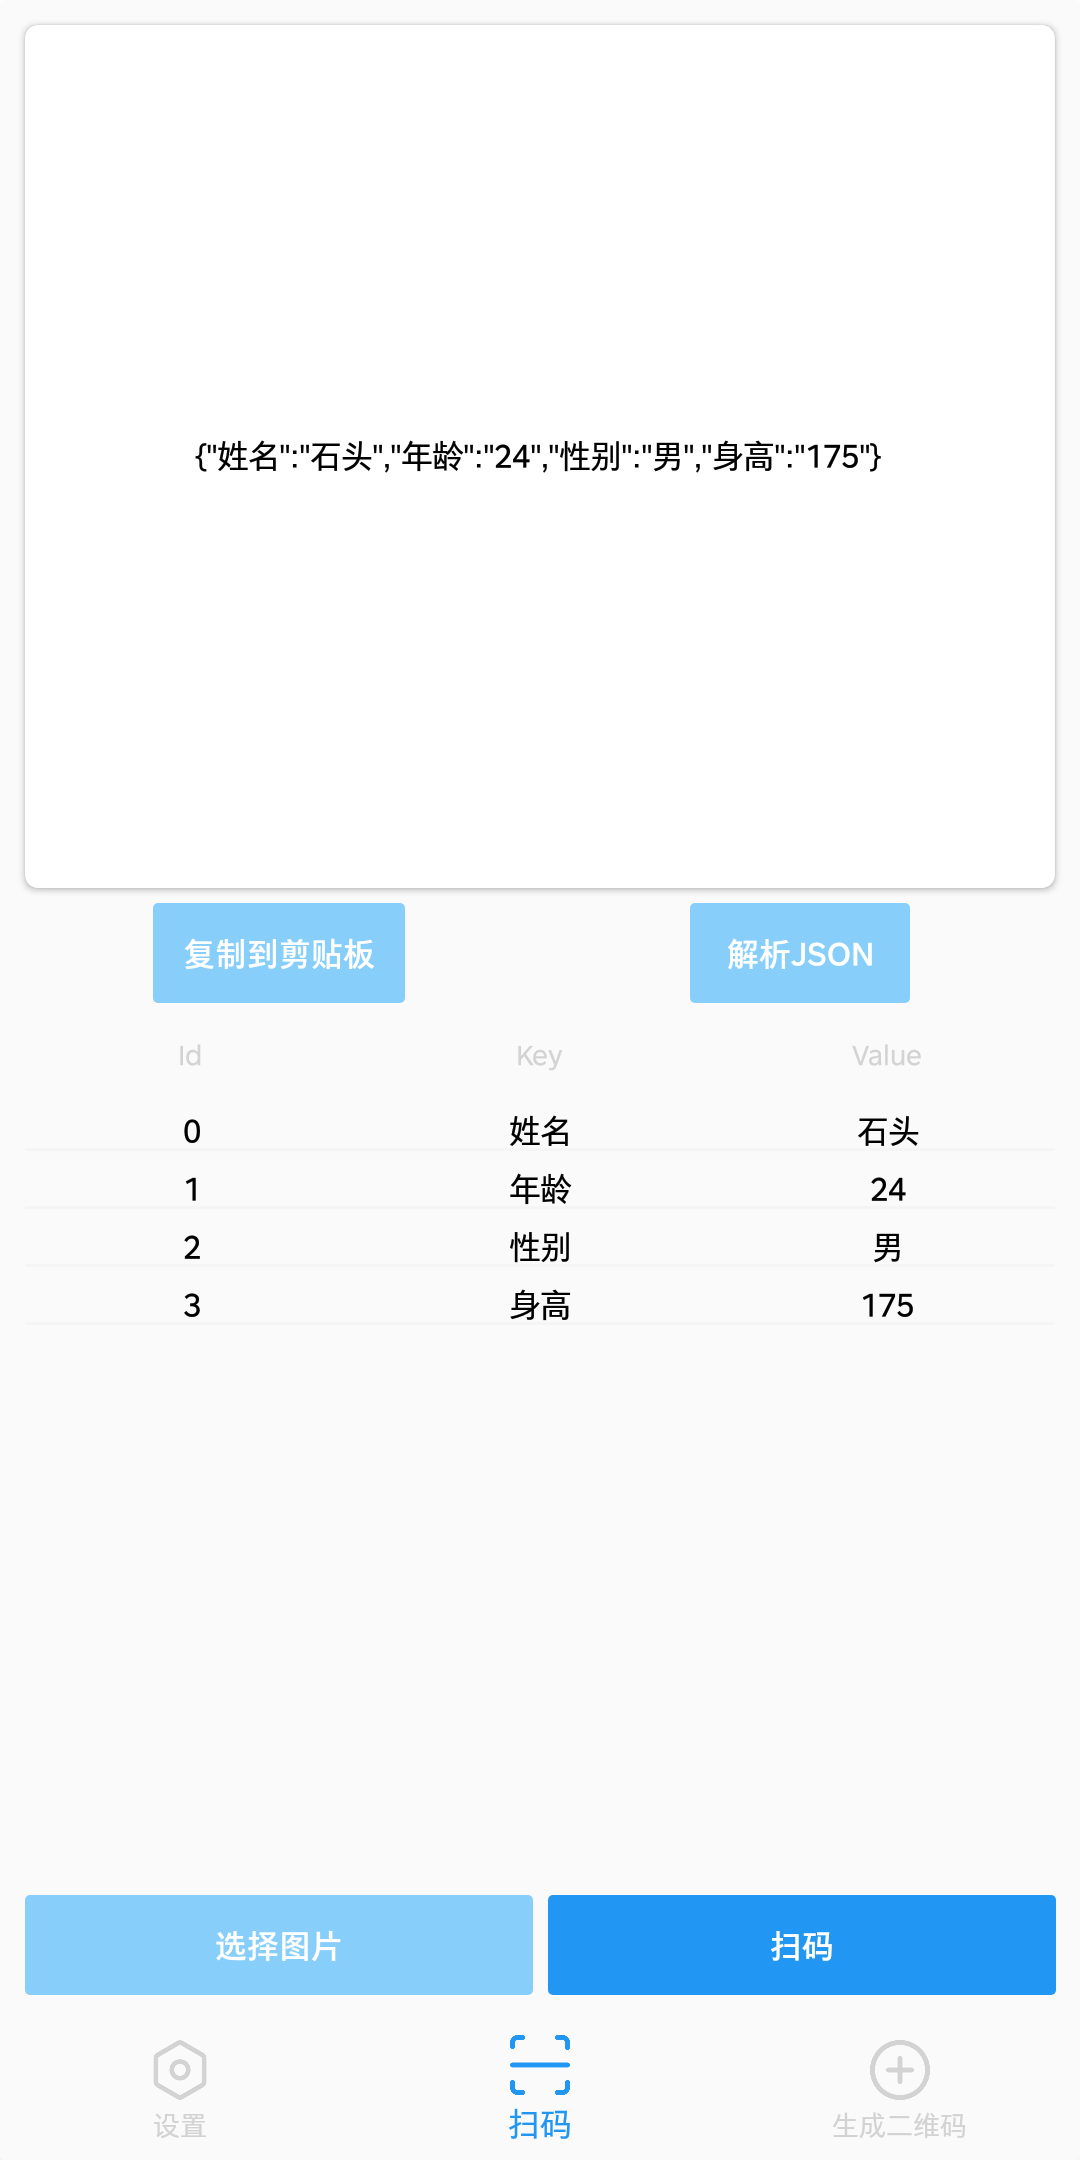 {"姓名":"石头","年龄":"24","性别":"男","身高":"175"}
复制到剪贴板 解析JSON
Id Key Value
0 姓名 石头
1 年龄 24
2 性别 男
3 身高 175
选择图片 扫码
设置 扫码 生成二维码